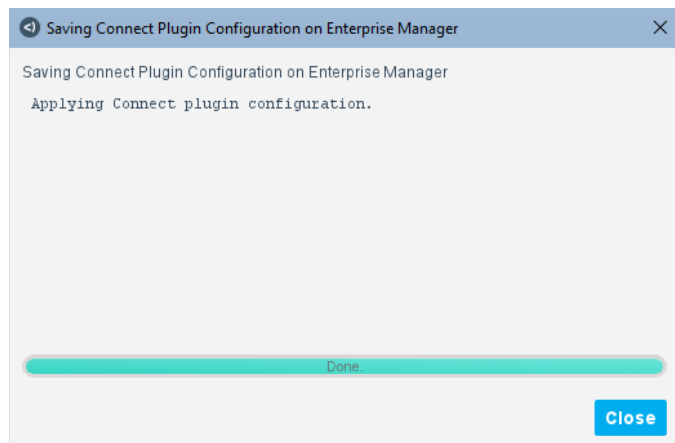 Saving Connect Plugin Configuration on Enterprise Manager
Saving Connect Plugin Configuration on Enterprise Manager
Applying Connect plugin configuration.
Done.
Close